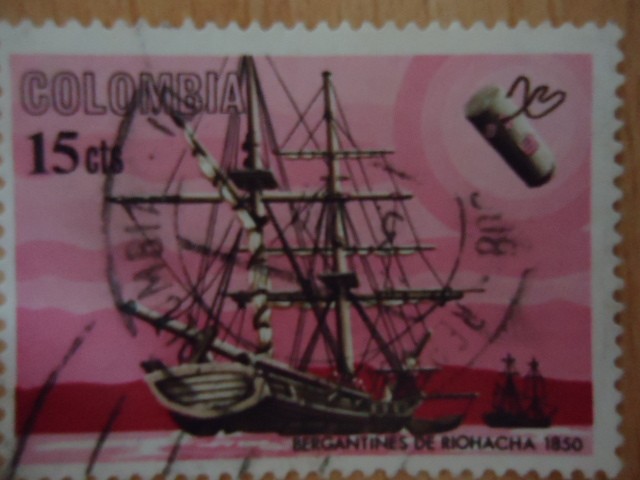 COLOMBIA
15 cts
BERGANTINES DE RIOHACHA 1850